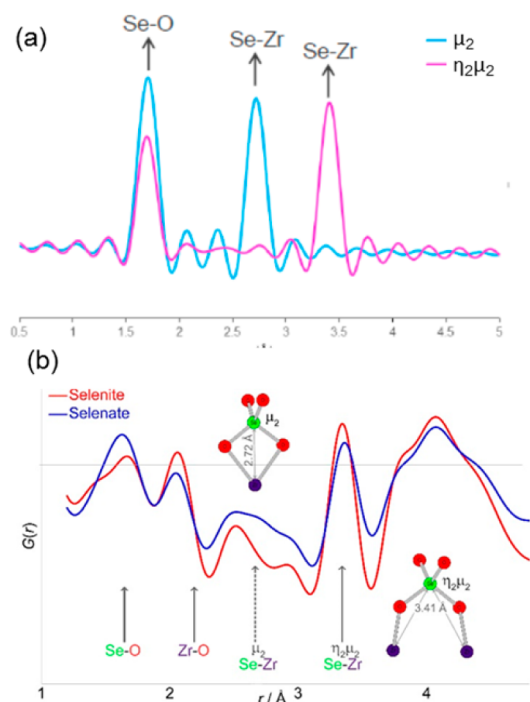 (a)
Se-O
Se-Zr
Se-Zr
μ2
η2μ2
0.5 1 1.5 2 2.5 3 3.5 4 4.5 5
(b)
Selenite
Selenate
μ2
2.72 Å
G(r)
η2μ2
3.41 Å
Se-O
Zr-O
μ2
Se-Zr
η2μ2
Se-Zr
1 2 3 4
r / Å